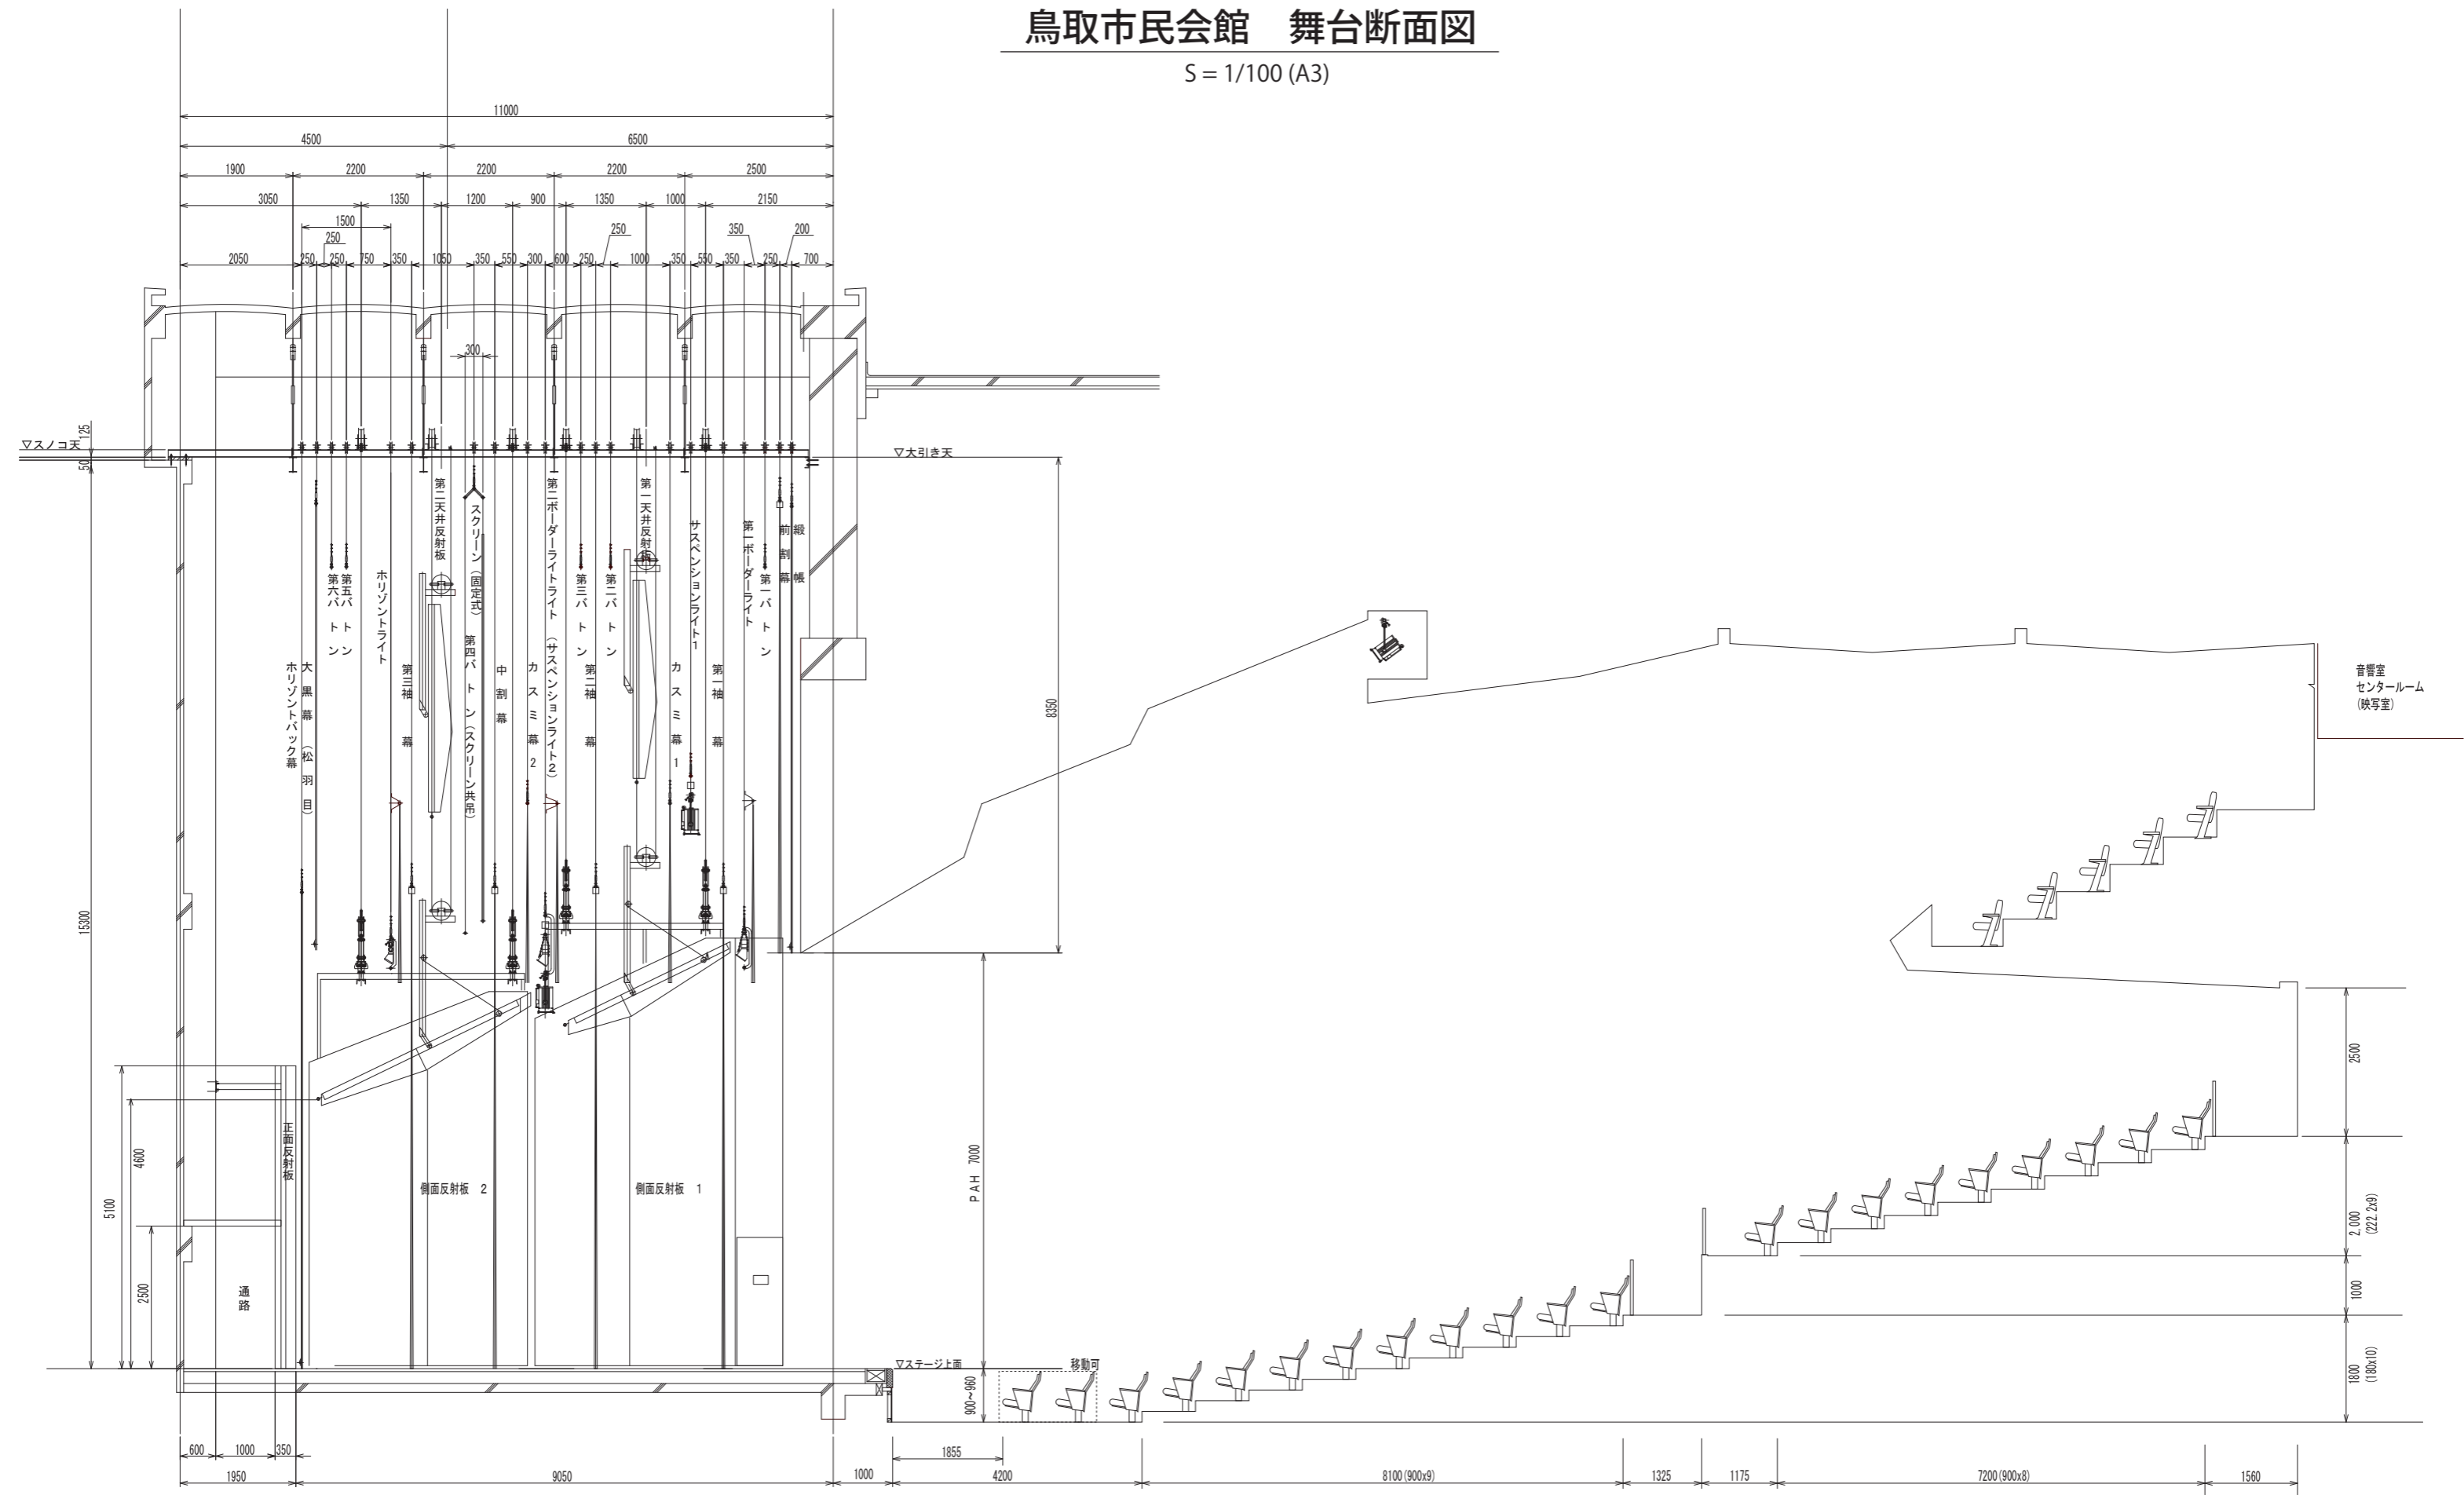 鳥取市民会館　舞台断面図
S = 1/100 (A3)
11000
4500
6500
1900
2200
2200
2200
2500
3050
1350
1200
900
1350
1000
2150
1500
250
250
350
200
2050
250
250
750
350
1050
350
550
300
600
250
1000
350
550
350
250
700
300
▽スノコ天
125
50
▽大引き天
ホリゾントバック幕
大黒幕（松羽目）
第六バトン
第五バトン
ホリゾントライト
第三袖幕
第二天井反射板
スクリーン（固定式）
第四バトン（スクリーン共吊）
中割幕
カスミ幕2
第二ボーダーライトライト（サスペンションライト2）
第三バトン
第二袖幕
第二バトン
第一天井反射板
カスミ幕1
サスペンションライト1
第一袖幕
第一ボーダーライト
第一バトン
前割幕
緞帳
音響室
センタールーム
(映写室)
15300
8350
5100
4600
2500
正面反射板
通路
側面反射板　2
側面反射板　1
PAH 7000
▽ステージ上面
移動可
900~960
2500
2,000
(222.2x9)
1000
1800
(180x10)
600
1000
350
1950
9050
1000
1855
4200
8100(900x9)
1325
1175
7200(900x8)
1560